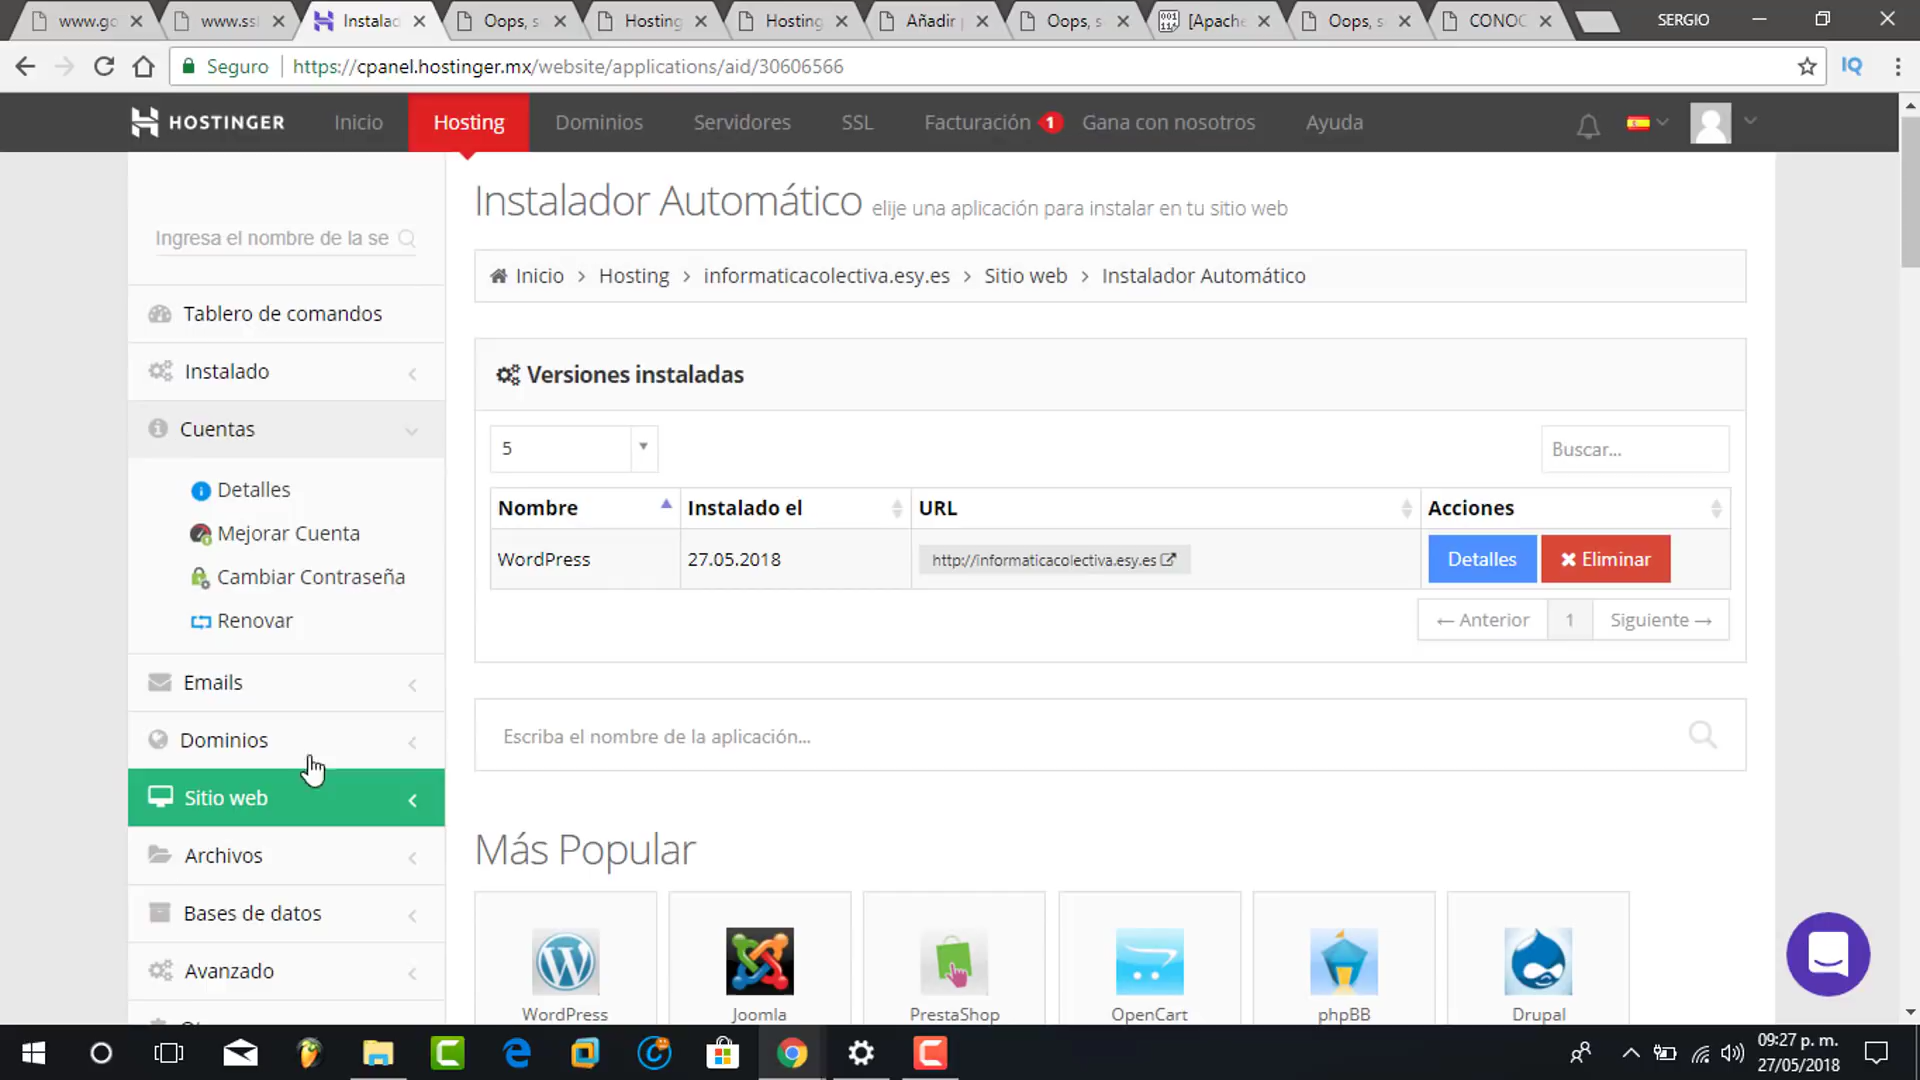 www.go
www.ssl
Instalad
Oops, s
Hosting
Hosting
Añadir
Oops, s
[Apache
Oops, s
CONOC
SERGIO
Seguro
https://cpanel.hostinger.mx/website/applications/aid/30606566
IQ
HOSTINGER
Inicio
Hosting
Dominios
Servidores
SSL
Facturación
1
Gana con nosotros
Ayuda
Ingresa el nombre de la se
Tablero de comandos
Instalado
Cuentas
Detalles
Mejorar Cuenta
Cambiar Contraseña
Renovar
Emails
Dominios
Sitio web
Archivos
Bases de datos
Avanzado
Instalador Automático elije una aplicación para instalar en tu sitio web
Inicio > Hosting > informaticacolectiva.esy.es > Sitio web > Instalador Automático
Versiones instaladas
5
Buscar...
Nombre Instalado el URL Acciones
WordPress 27.05.2018 http://informaticacolectiva.esy.es Detalles Eliminar
← Anterior 1 Siguiente →
Escriba el nombre de la aplicación...
Más Popular
WordPress
Joomla
PrestaShop
OpenCart
phpBB
Drupal
09:27 p. m.
27/05/2018